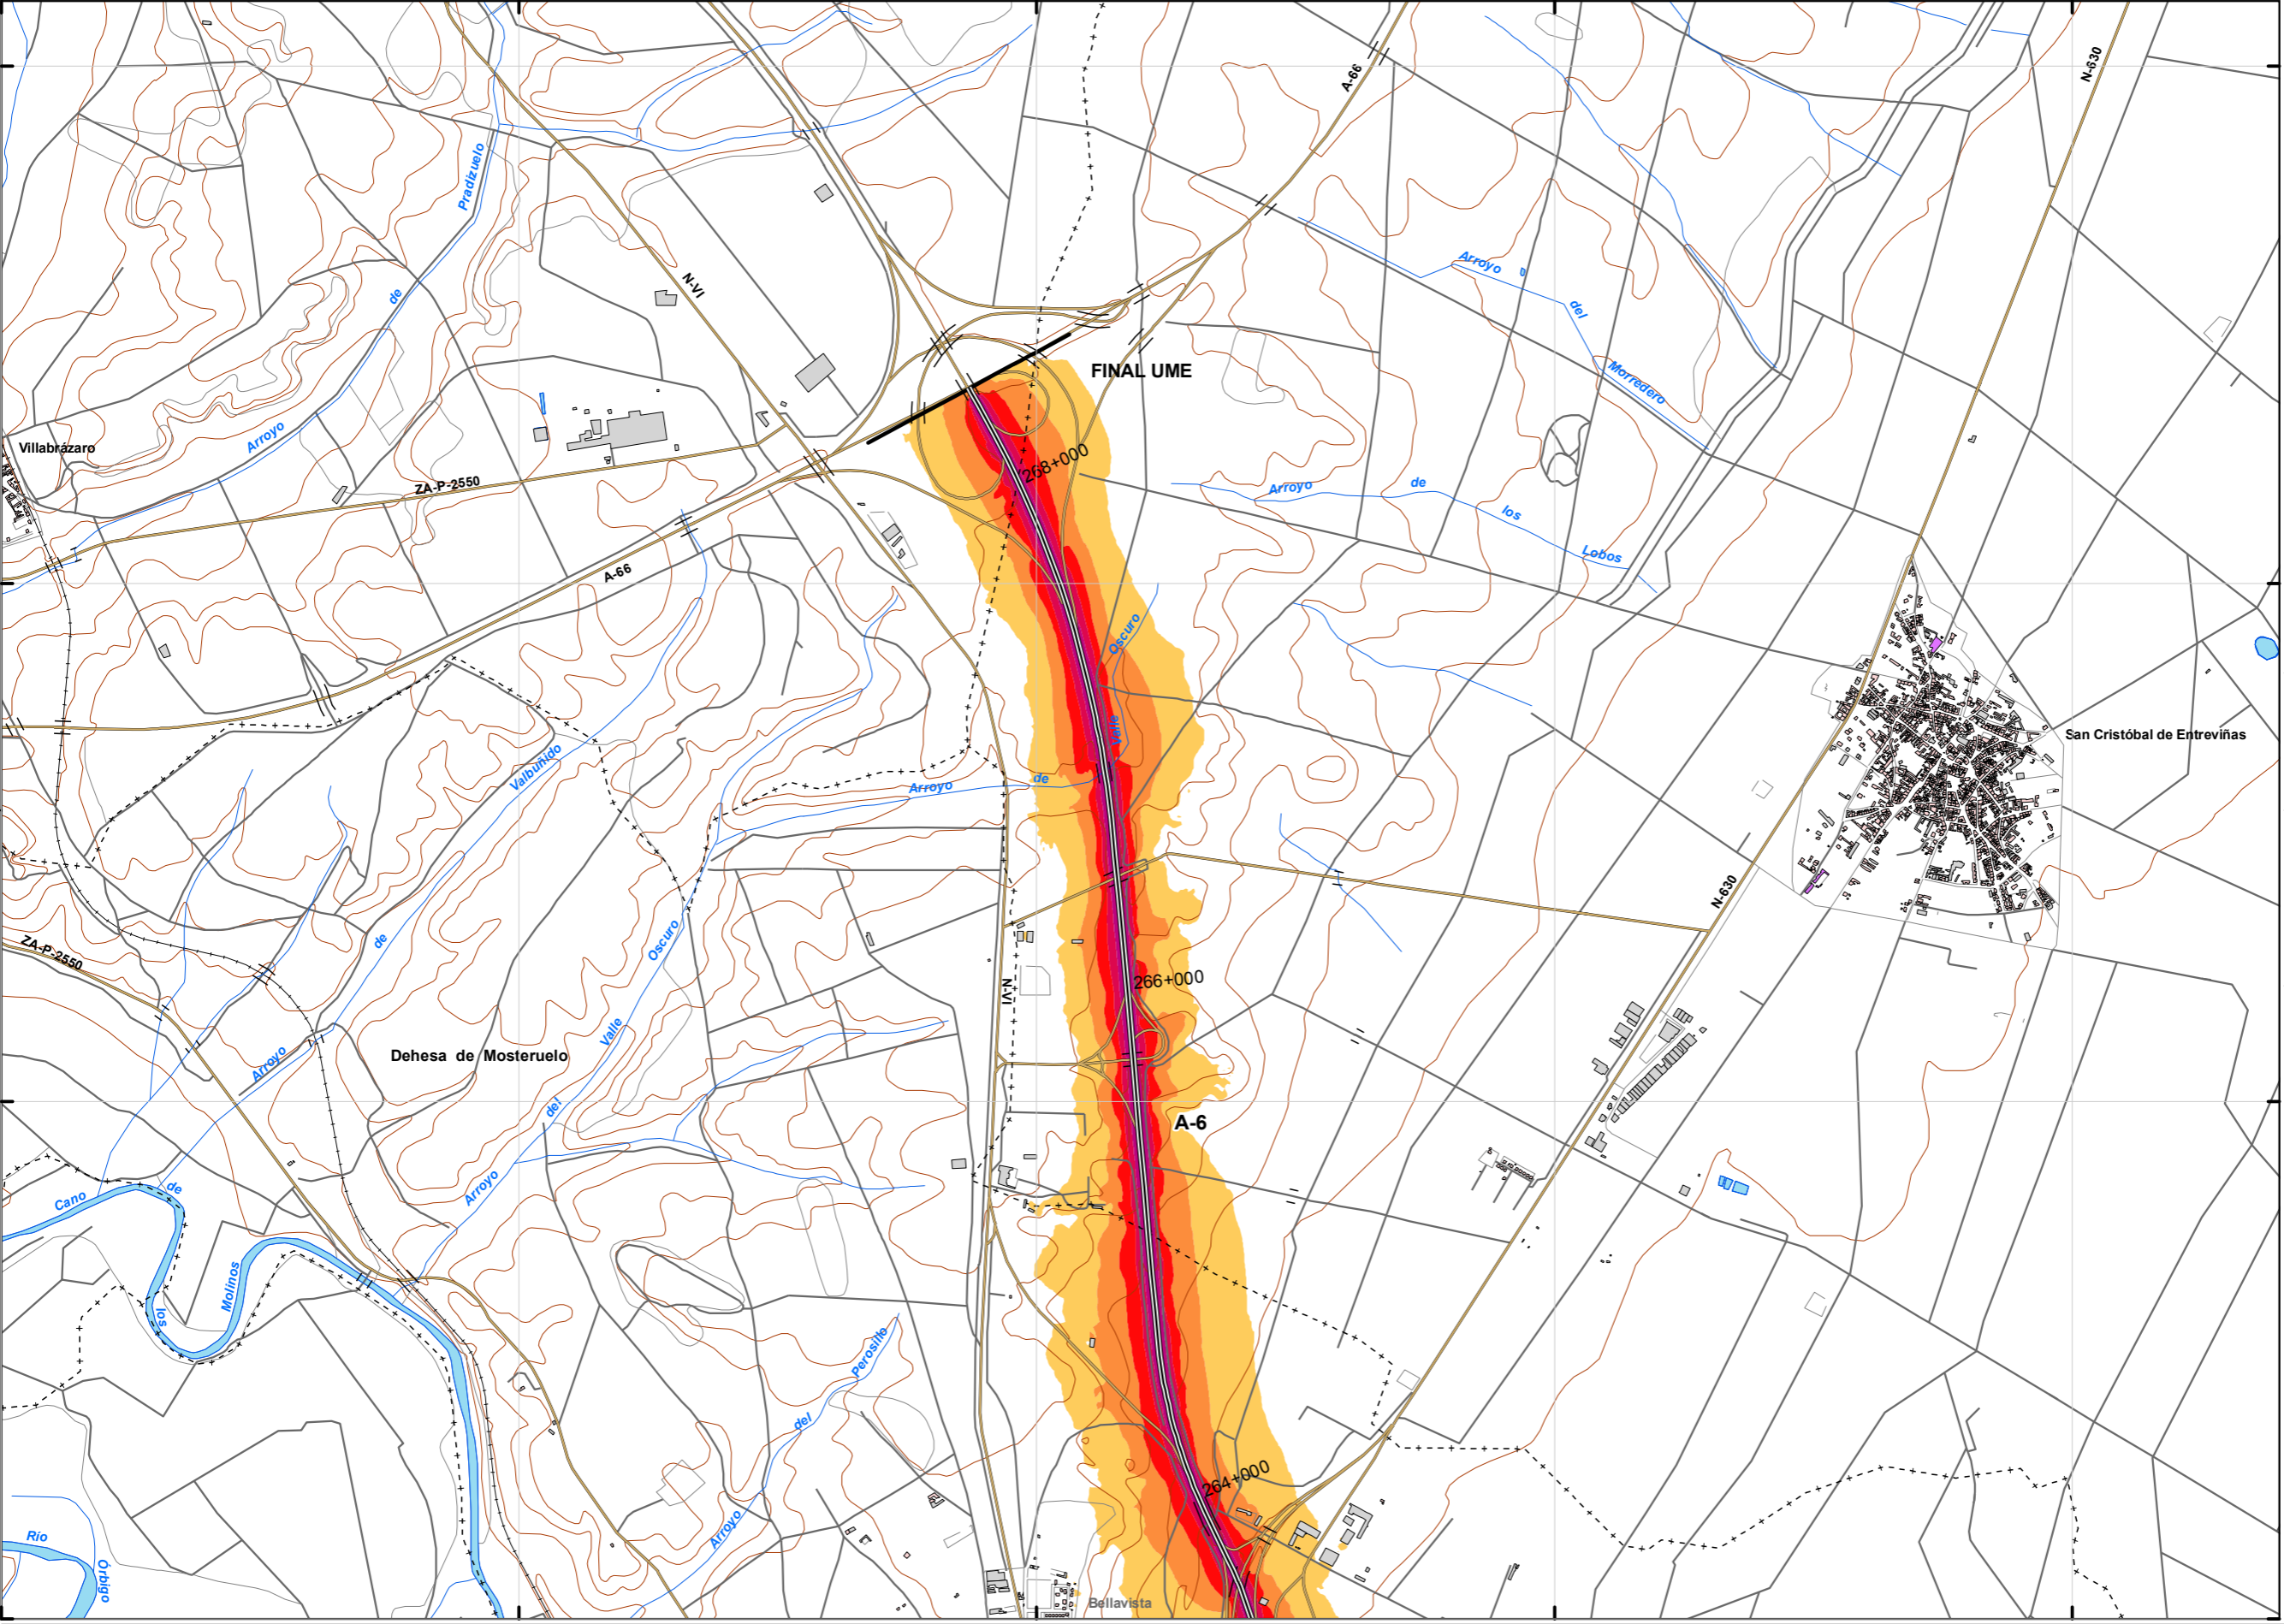 N-630
A-66
Pradizuelo
de
Arroyo
N-VI
Arroyo
del
Morredero
FINAL UME
Villabrázaro
268+000
ZA-P-2550
Arroyo
de
los
Lobos
A-66
Oscuro
Valle
de
Arroyo
San Cristóbal de Entreviñas
Valbuñido
de
Arroyo
N-630
Oscuro
Valle
del
Arroyo
ZA-P-2550
266+000
N-VI
Dehesa de Mosteruelo
A-6
Cano
de
los
Molinos
Perosillo
del
Arroyo
264+000
Río
Órbigo
Bellavista